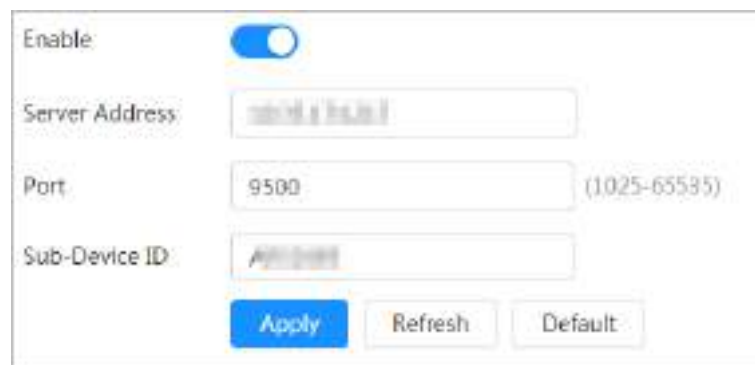 Enable
Server Address
Port 9500 (1025-65535)
Sub-Device ID
Apply Refresh Default